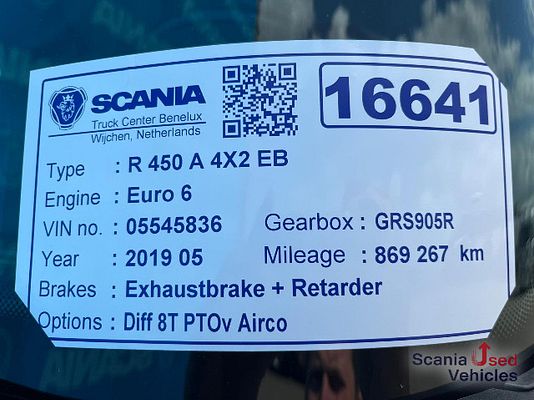 SCANIA
16641
Truck Center Benelux
Wijchen, Netherlands
Type : R 450 A 4X2 EB
Engine : Euro 6
VIN no. : 05545836 Gearbox : GRS905R
Year : 2019 05 Mileage : 869 267 km
Brakes : Exhaustbrake + Retarder
Options : Diff 8T PTOv Airco
Scania Used
Vehicles